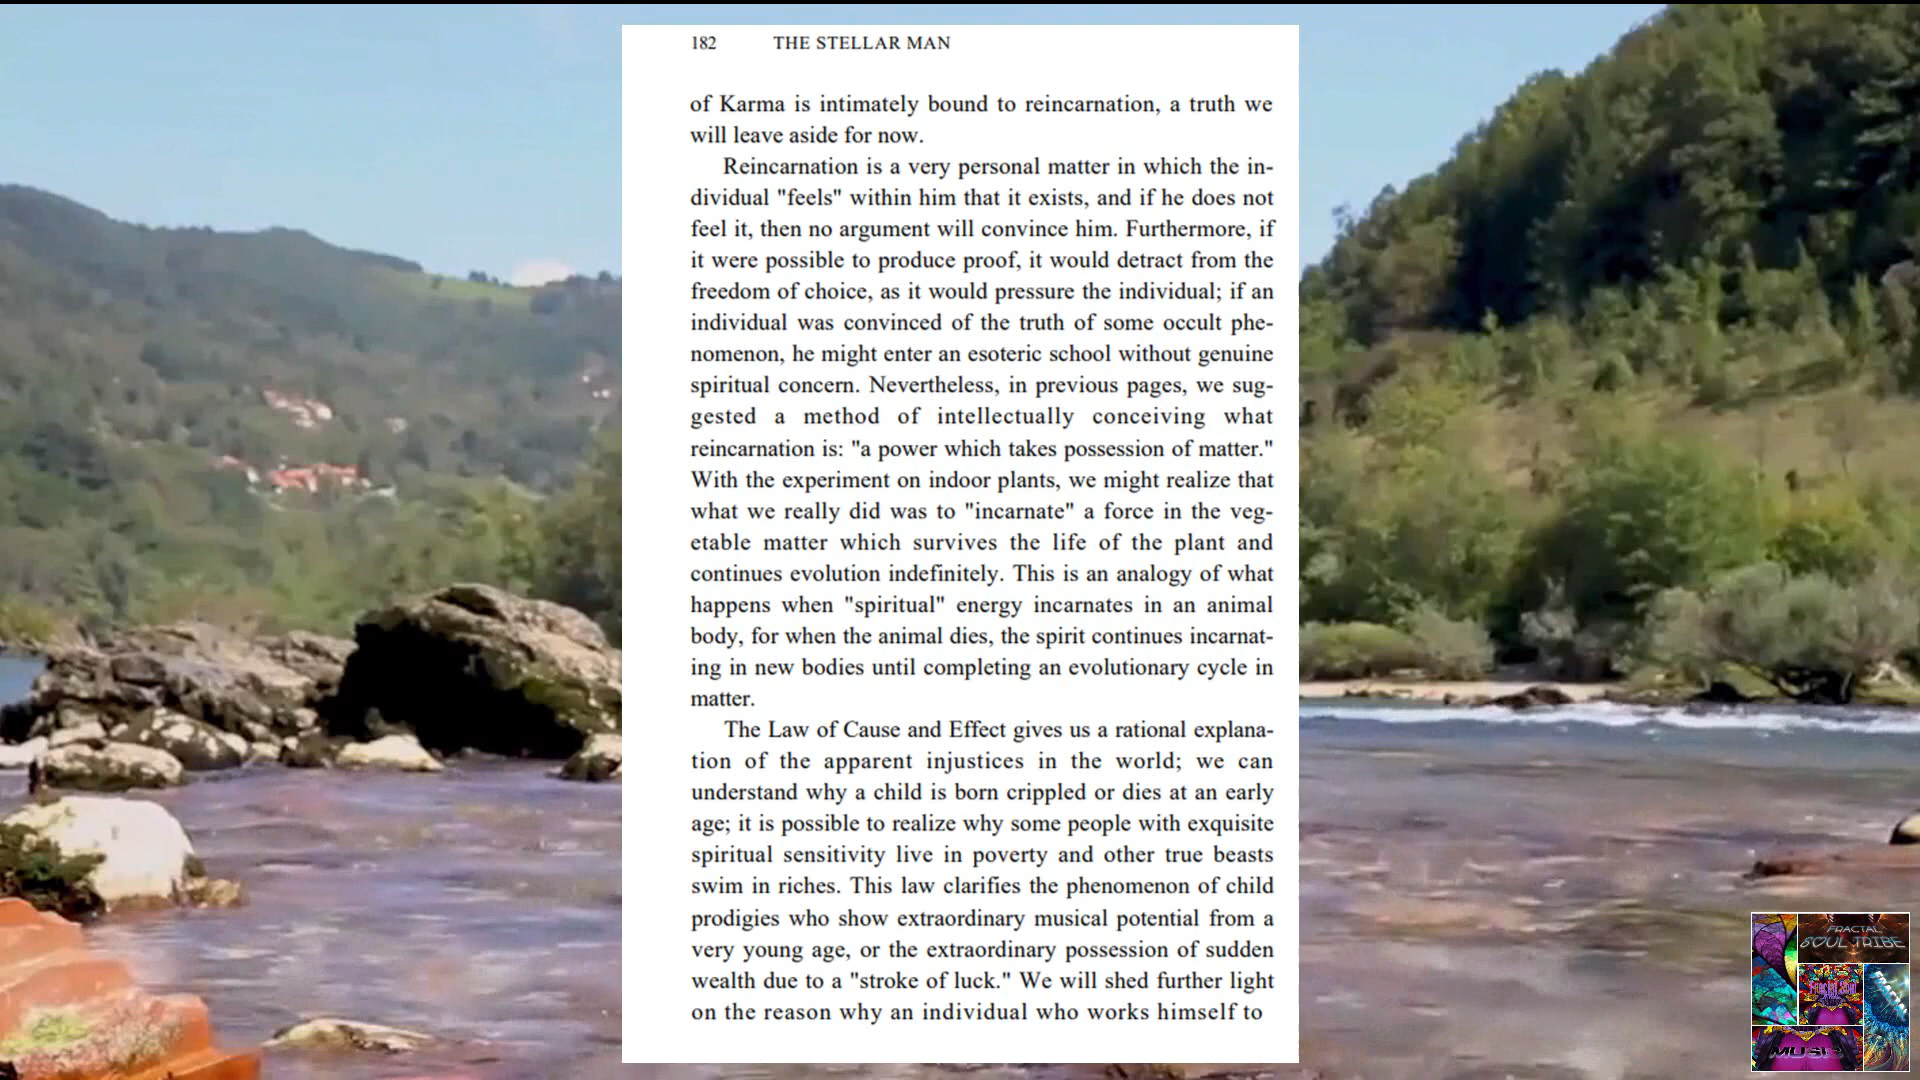 182 THE STELLAR MAN
of Karma is intimately bound to reincarnation, a truth we
will leave aside for now.
Reincarnation is a very personal matter in which the in-
dividual "feels" within him that it exists, and if he does not
feel it, then no argument will convince him. Furthermore, if
it were possible to produce proof, it would detract from the
freedom of choice, as it would pressure the individual; if an
individual was convinced of the truth of some occult phe-
nomenon, he might enter an esoteric school without genuine
spiritual concern. Nevertheless, in previous pages, we sug-
gested a method of intellectually conceiving what
reincarnation is: "a power which takes possession of matter."
With the experiment on indoor plants, we might realize that
what we really did was to "incarnate" a force in the veg-
etable matter which survives the life of the plant and
continues evolution indefinitely. This is an analogy of what
happens when "spiritual" energy incarnates in an animal
body, for when the animal dies, the spirit continues incarnat-
ing in new bodies until completing an evolutionary cycle in
matter.
The Law of Cause and Effect gives us a rational explana-
tion of the apparent injustices in the world; we can
understand why a child is born crippled or dies at an early
age; it is possible to realize why some people with exquisite
spiritual sensitivity live in poverty and other true beasts
swim in riches. This law clarifies the phenomenon of child
prodigies who show extraordinary musical potential from a
very young age, or the extraordinary possession of sudden
wealth due to a "stroke of luck." We will shed further light
on the reason why an individual who works himself to
FRACTAL
SOUL TRIBE
Fractal Soul
MUSIC